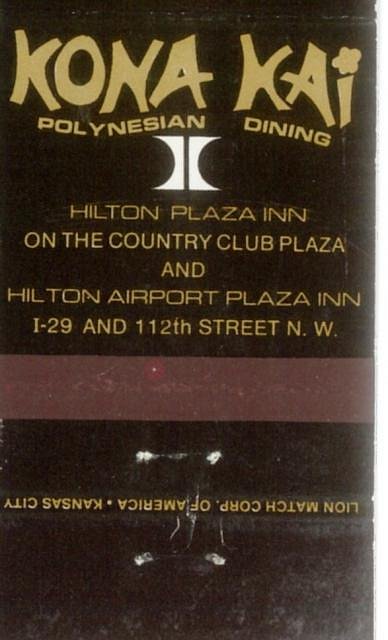 KONA KAI
POLYNESIAN DINING
HILTON PLAZA INN
ON THE COUNTRY CLUB PLAZA
AND
HILTON AIRPORT PLAZA INN
I-29 AND 112th STREET N. W.
LION MATCH CORP. OF AMERICA • KANSAS CITY